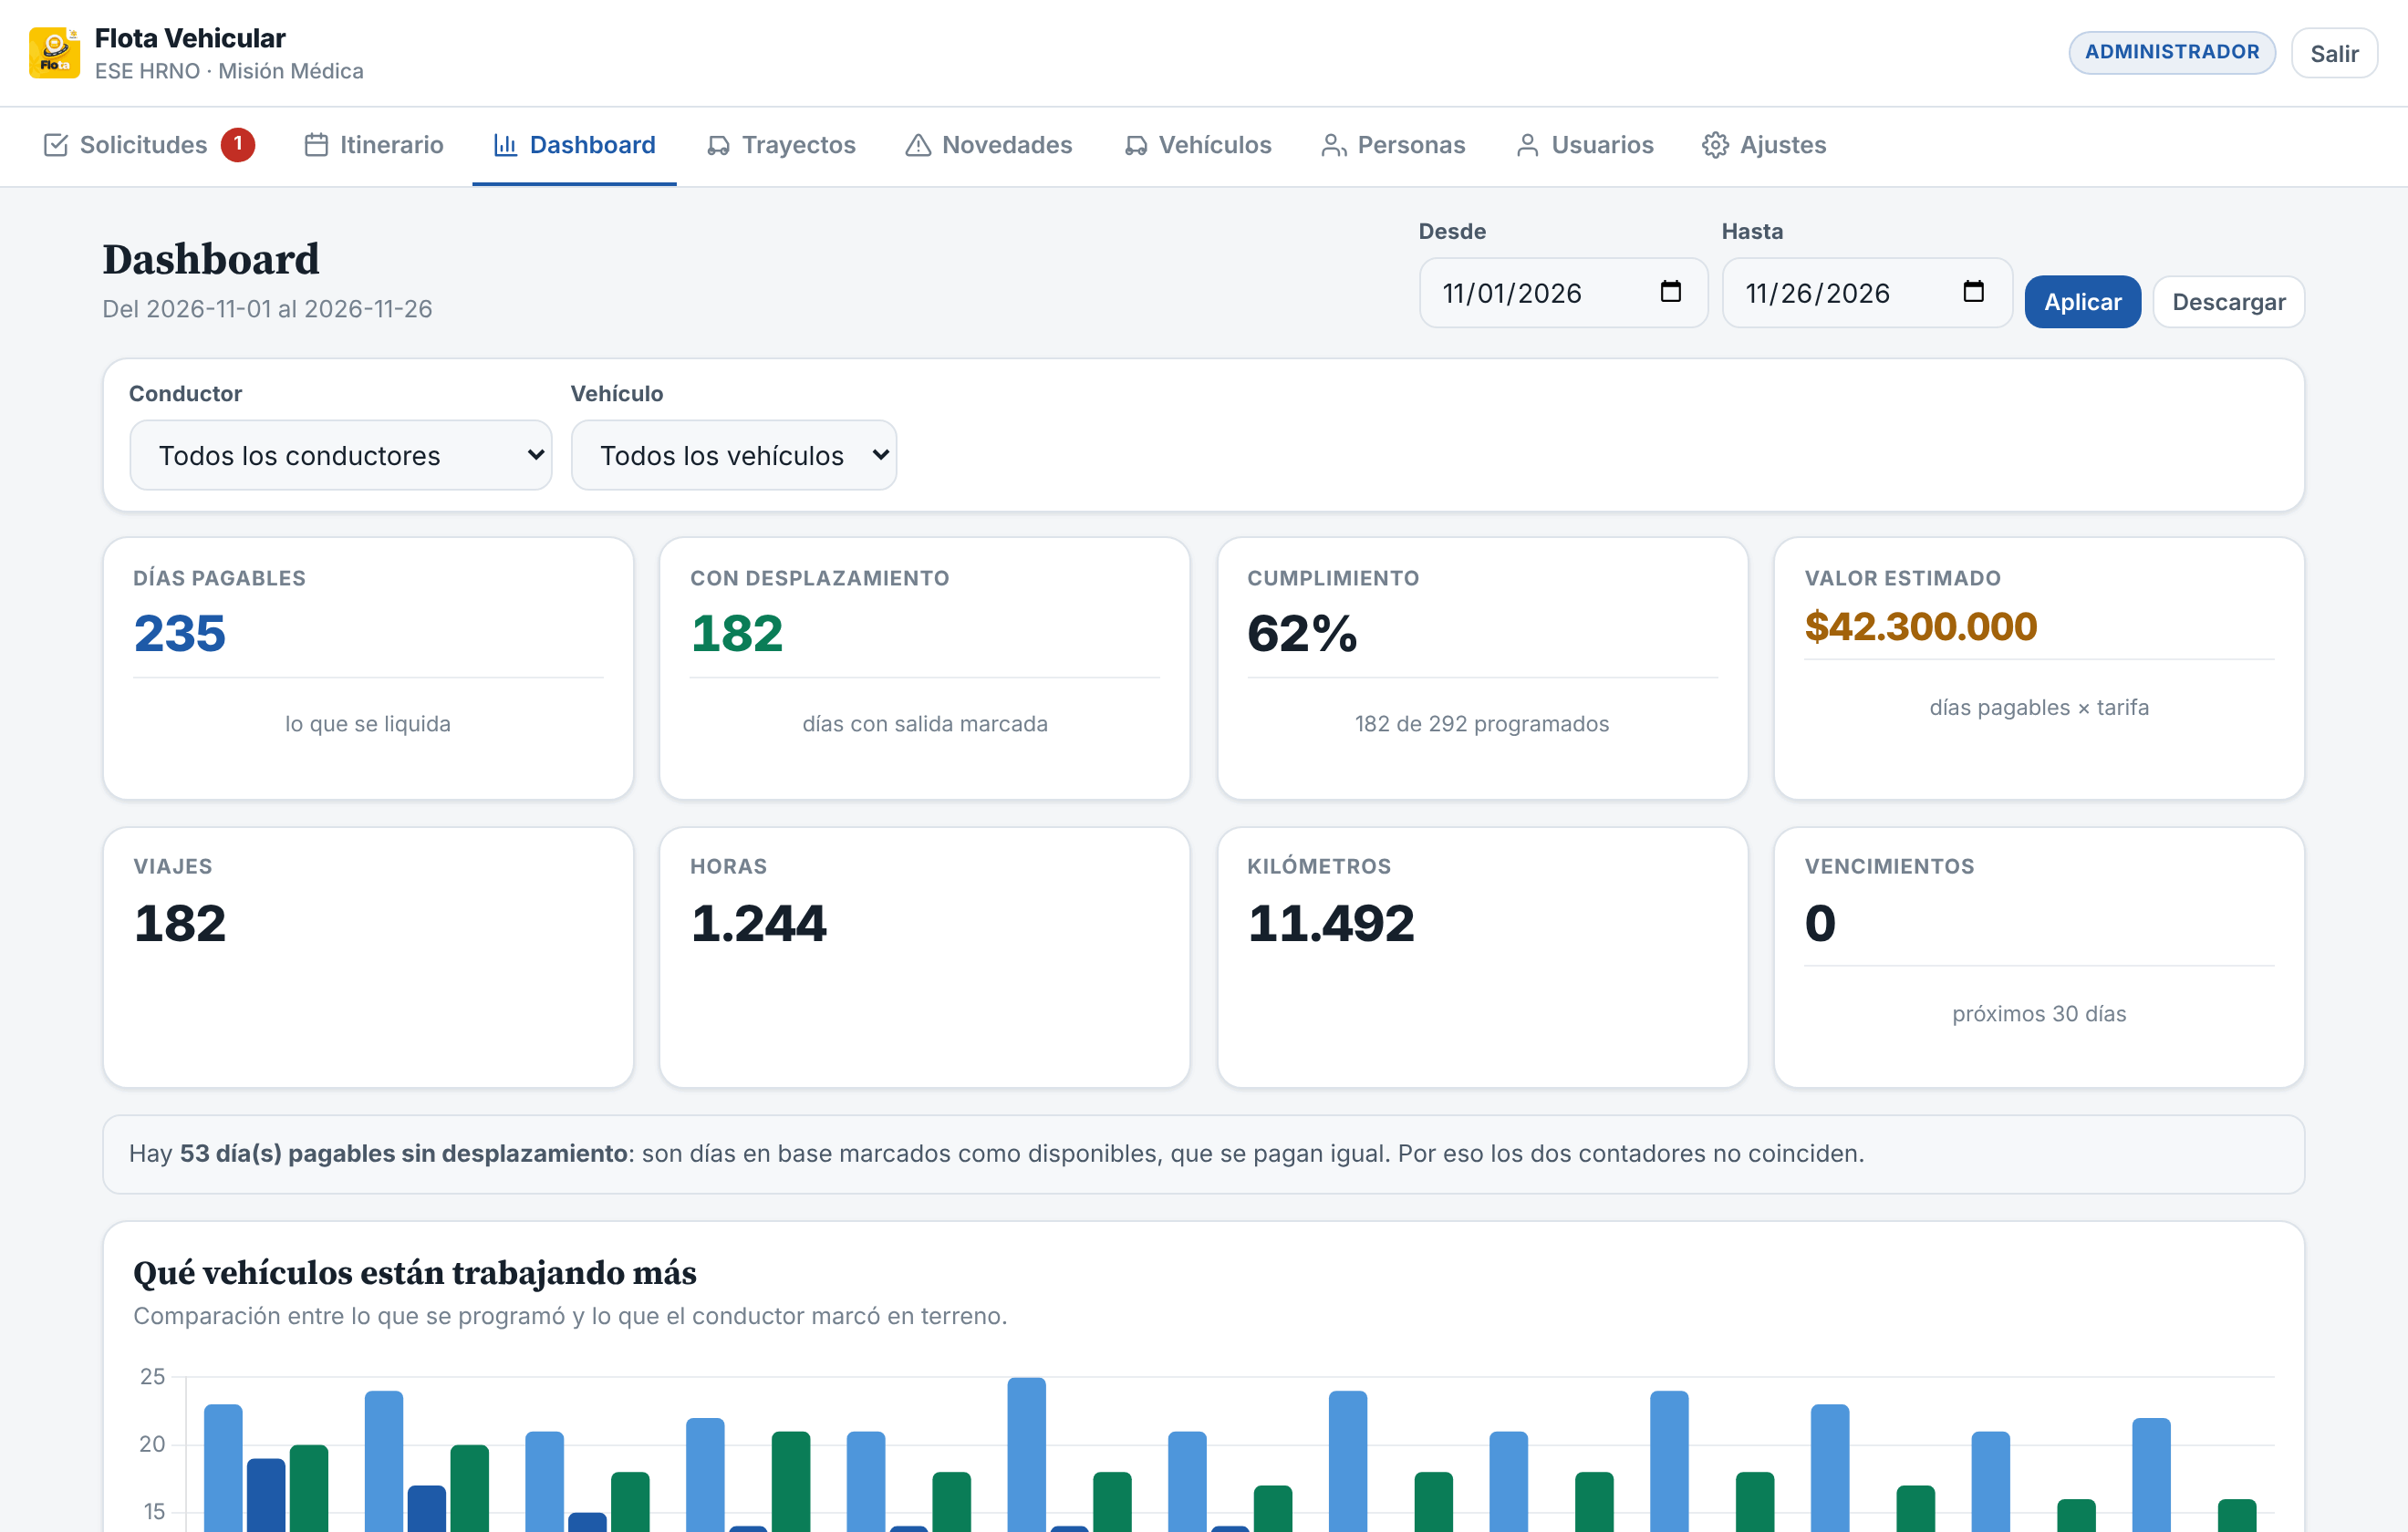 Flota
Flota Vehicular
ESE HRNO · Misión Médica
ADMINISTRADOR
Salir
Solicitudes 1
Itinerario
Dashboard
Trayectos
Novedades
Vehículos
Personas
Usuarios
Ajustes
Dashboard
Del 2026-11-01 al 2026-11-26
Desde
11/01/2026
Hasta
11/26/2026
Aplicar
Descargar
Conductor
Todos los conductores
Vehículo
Todos los vehículos
DÍAS PAGABLES
235
lo que se liquida
CON DESPLAZAMIENTO
182
días con salida marcada
CUMPLIMIENTO
62%
182 de 292 programados
VALOR ESTIMADO
$42.300.000
días pagables × tarifa
VIAJES
182
HORAS
1.244
KILÓMETROS
11.492
VENCIMIENTOS
0
próximos 30 días
Hay 53 día(s) pagables sin desplazamiento: son días en base marcados como disponibles, que se pagan igual. Por eso los dos contadores no coinciden.
Qué vehículos están trabajando más
Comparación entre lo que se programó y lo que el conductor marcó en terreno.
25
20
15